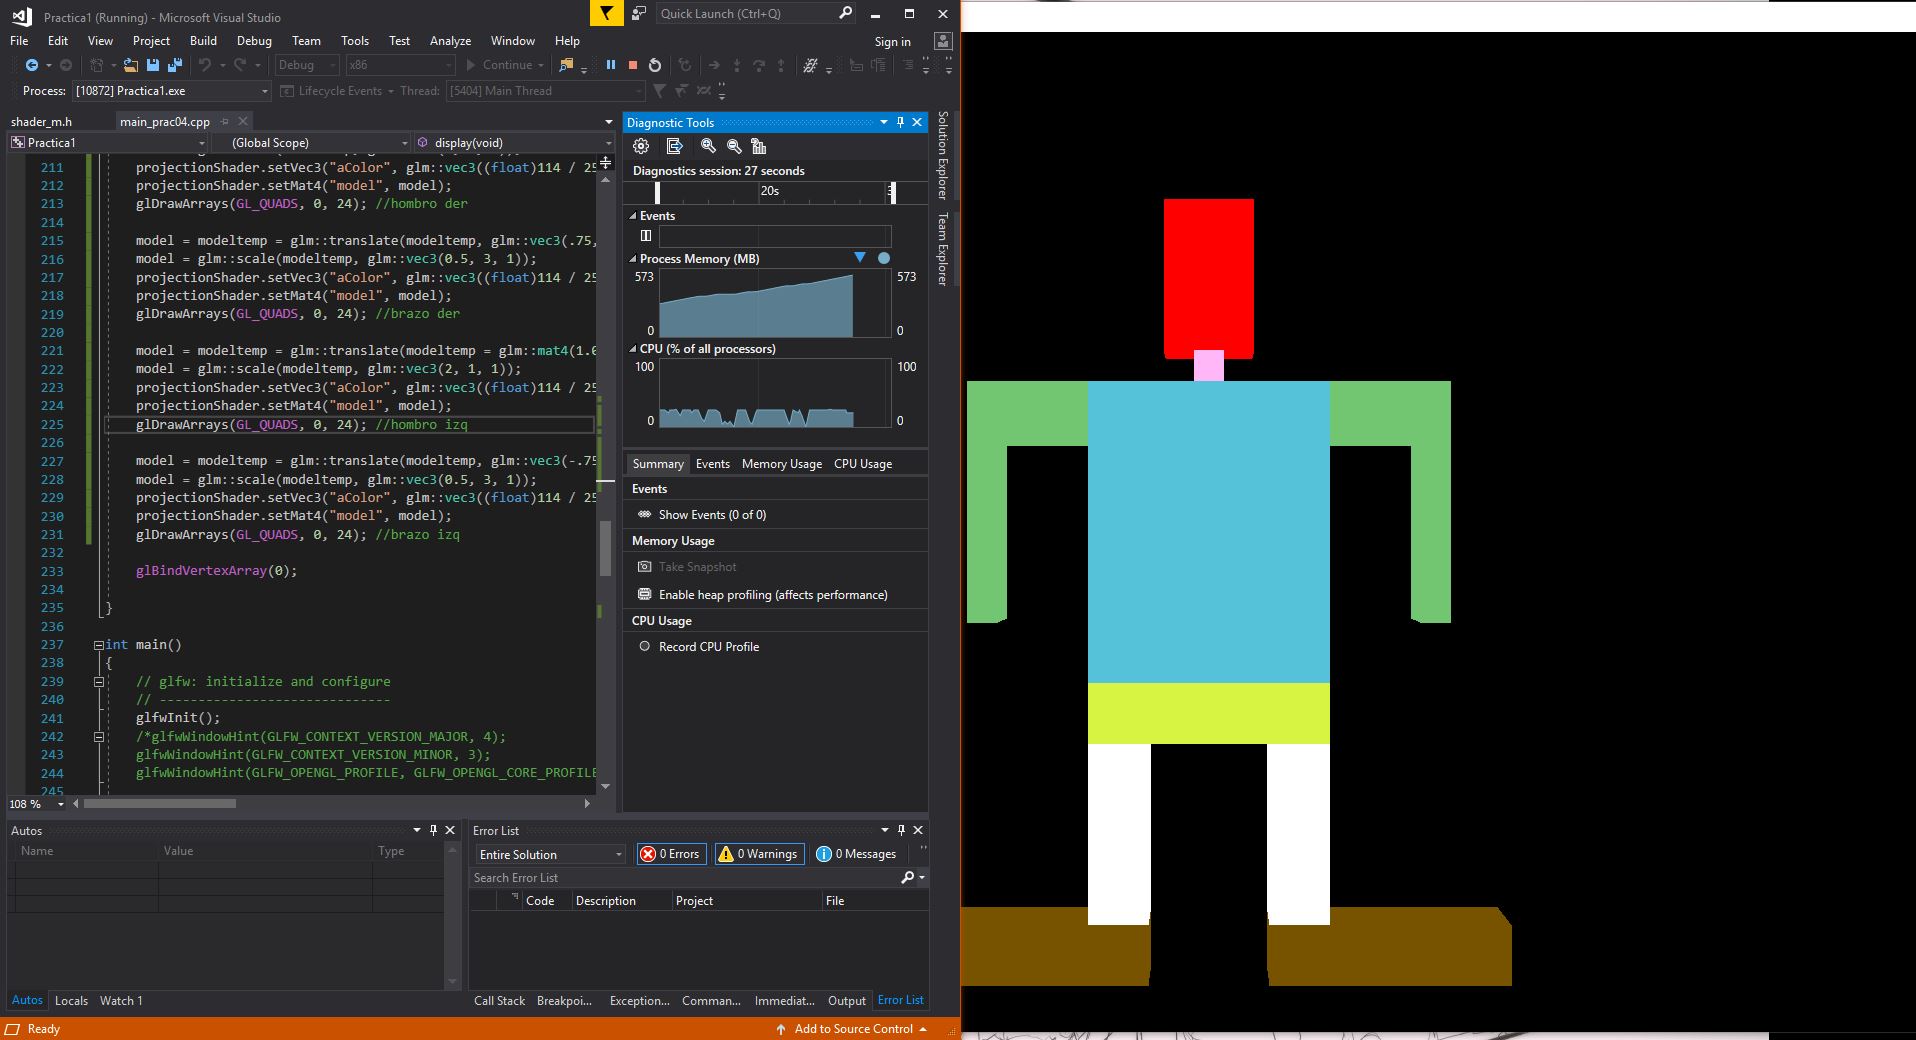 Practica1 (Running) - Microsoft Visual Studio
Quick Launch (Ctrl+Q)
File Edit View Project Build Debug Team Tools Test Analyze Window Help
Sign in
Debug x86 Continue
Process: [10872] Practica1.exe Lifecycle Events Thread: [5404] Main Thread
shader_m.h main_prac04.cpp
Practica1 (Global Scope) display(void)
211 projectionShader.setVec3("aColor", glm::vec3((float)114 / 25
212 projectionShader.setMat4("model", model);
213 glDrawArrays(GL_QUADS, 0, 24); //hombro der
214
215 model = modeltemp = glm::translate(modeltemp, glm::vec3(.75,
216 model = glm::scale(modeltemp, glm::vec3(0.5, 3, 1));
217 projectionShader.setVec3("aColor", glm::vec3((float)114 / 25
218 projectionShader.setMat4("model", model);
219 glDrawArrays(GL_QUADS, 0, 24); //brazo der
220
221 model = modeltemp = glm::translate(modeltemp = glm::mat4(1.0
222 model = glm::scale(modeltemp, glm::vec3(2, 1, 1));
223 projectionShader.setVec3("aColor", glm::vec3((float)114 / 25
224 projectionShader.setMat4("model", model);
225 glDrawArrays(GL_QUADS, 0, 24); //hombro izq
226
227 model = modeltemp = glm::translate(modeltemp, glm::vec3(-.75
228 model = glm::scale(modeltemp, glm::vec3(0.5, 3, 1));
229 projectionShader.setVec3("aColor", glm::vec3((float)114 / 25
230 projectionShader.setMat4("model", model);
231 glDrawArrays(GL_QUADS, 0, 24); //brazo izq
232
233 glBindVertexArray(0);
234
235 }
236
237 int main()
238 {
239 // glfw: initialize and configure
240 // ------------------------------
241 glfwInit();
242 /*glfwWindowHint(GLFW_CONTEXT_VERSION_MAJOR, 4);
243 glfwWindowHint(GLFW_CONTEXT_VERSION_MINOR, 3);
244 glfwWindowHint(GLFW_OPENGL_PROFILE, GLFW_OPENGL_CORE_PROFILE
245
108 %
Diagnostic Tools
Diagnostics session: 27 seconds
20s
Events
Process Memory (MB)
573 573
0 0
CPU (% of all processors)
100 100
0 0
Summary Events Memory Usage CPU Usage
Events
Show Events (0 of 0)
Memory Usage
Take Snapshot
Enable heap profiling (affects performance)
CPU Usage
Record CPU Profile
Solution Explorer
Team Explorer
Autos
Name Value Type
Autos Locals Watch 1
Error List
Entire Solution 0 Errors 0 Warnings 0 Messages
Search Error List
Code Description Project File
Call Stack Breakpoi... Exception... Comman... Immediat... Output Error List
Ready
Add to Source Control